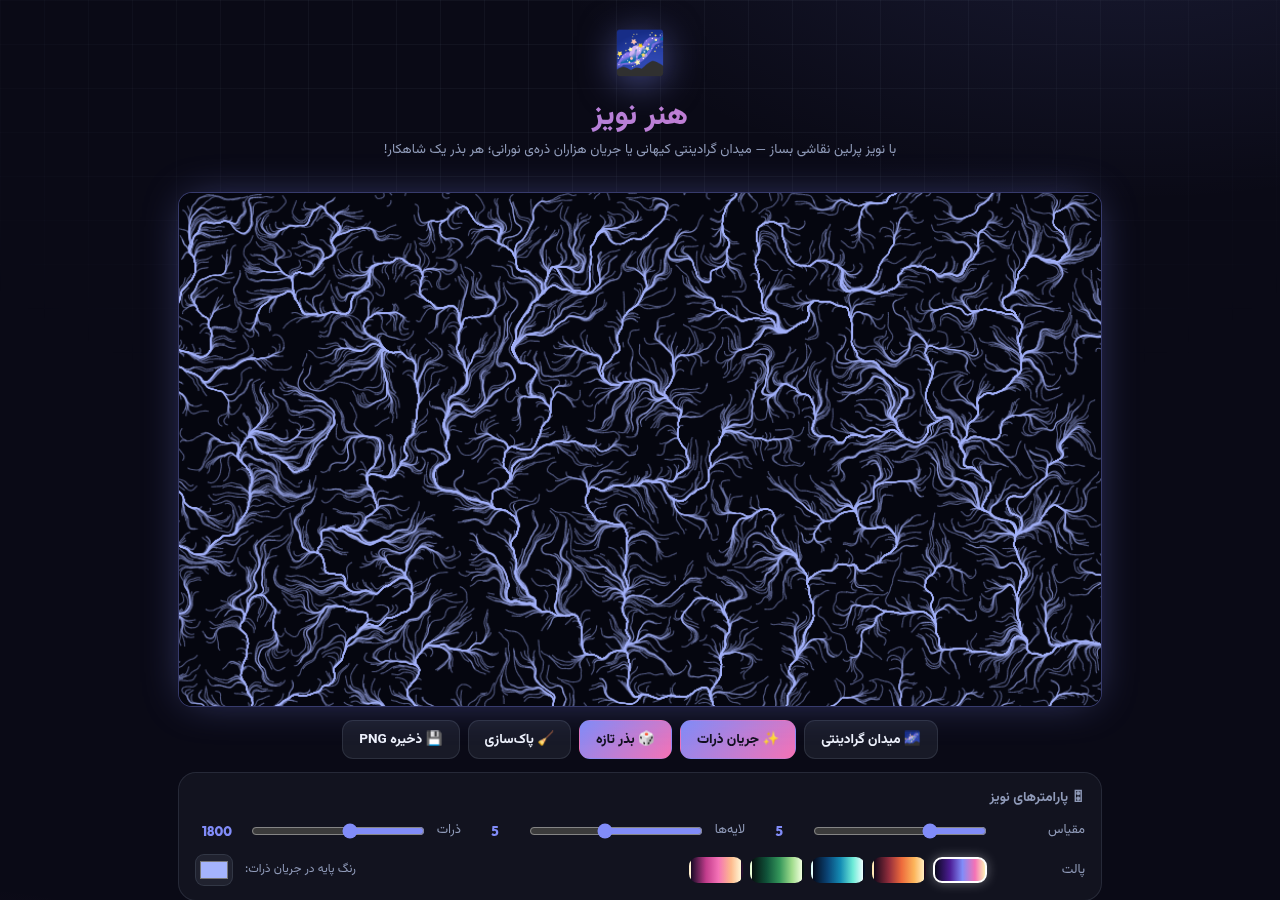 هنر نویز
با نویز پرلین نقاشی بساز — میدان گرادینتی کیهانی یا جریان هزاران ذره‌ی نورانی؛ هر بذر یک شاهکار!
🌌 میدان گرادینتی ✨ جریان ذرات 🎲 بذر تازه 🧹 پاک‌سازی 💾 ذخیره PNG
🎛 پارامترهای نویز
مقیاس 5 لایه‌ها 5 ذرات 1800
پالت رنگ پایه در جریان ذرات: